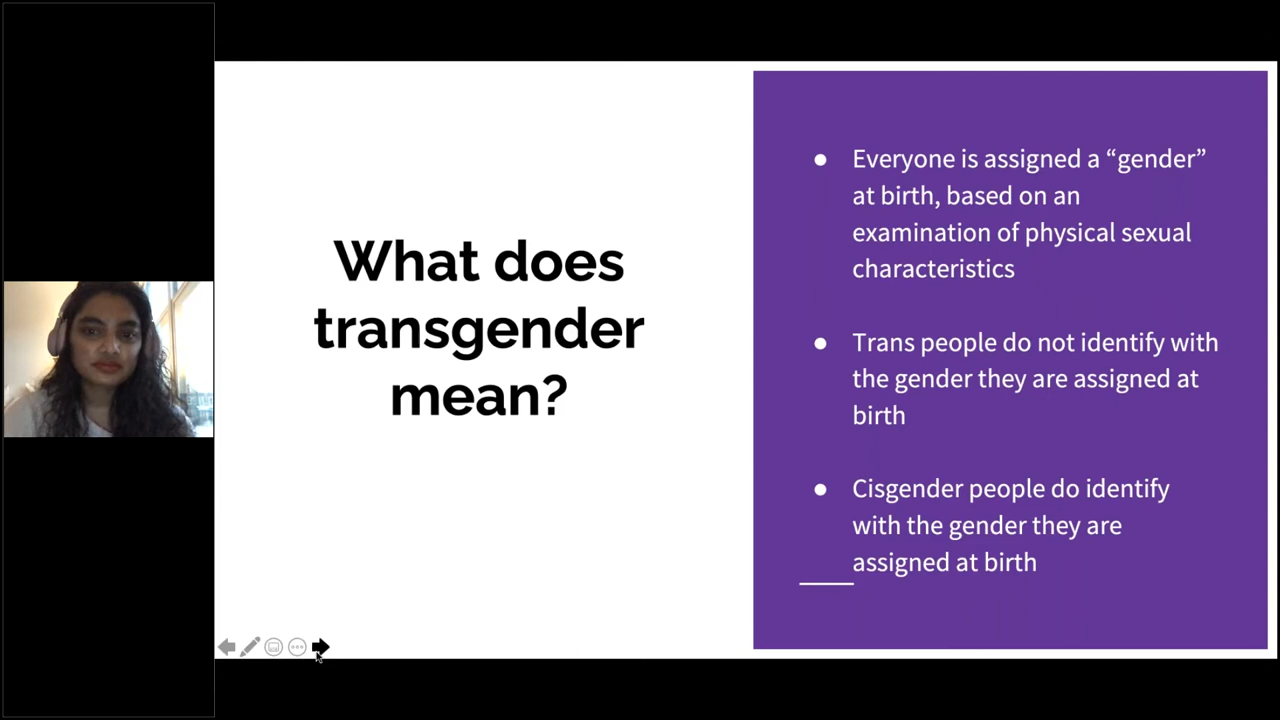 What does
transgender
mean?
● Everyone is assigned a “gender”
at birth, based on an
examination of physical sexual
characteristics
● Trans people do not identify with
the gender they are assigned at
birth
● Cisgender people do identify
with the gender they are
assigned at birth